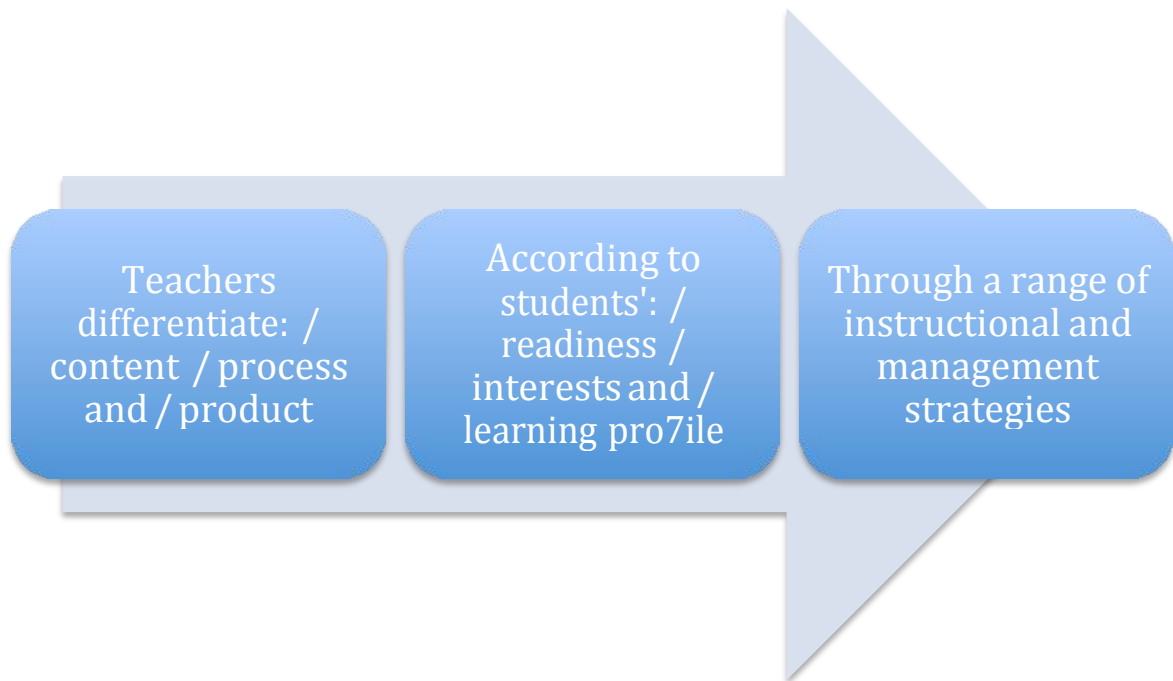 Teachers
differentiate: /
content / process
and / product
According to
students': /
readiness /
interests and /
learning pro7ile
Through a range of
instructional and
management
strategies